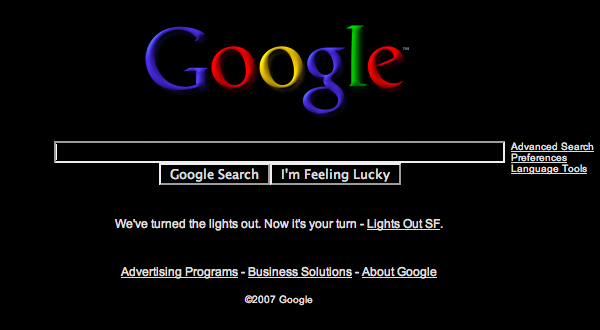 Google™
Advanced Search
Preferences
Language Tools
Google Search I'm Feeling Lucky
We've turned the lights out. Now it's your turn - Lights Out SF.
Advertising Programs - Business Solutions - About Google
©2007 Google